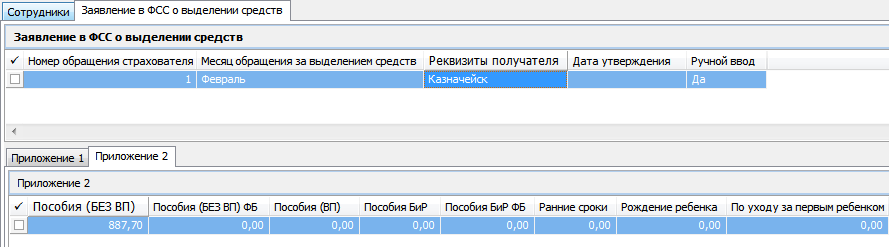 Сотрудники Заявление в ФСС о выделении средств
Заявление в ФСС о выделении средств
Номер обращения страхователя Месяц обращения за выделением средств Реквизиты получателя Дата утверждения Ручной ввод
1 Февраль Казначейск Да
Приложение 1 Приложение 2
Приложение 2
Пособия (БЕЗ ВП) Пособия (БЕЗ ВП) ФБ Пособия (ВП) Пособия БиР Пособия БиР ФБ Ранние сроки Рождение ребенка По уходу за первым ребенком
887,70 0,00 0,00 0,00 0,00 0,00 0,00 0,00